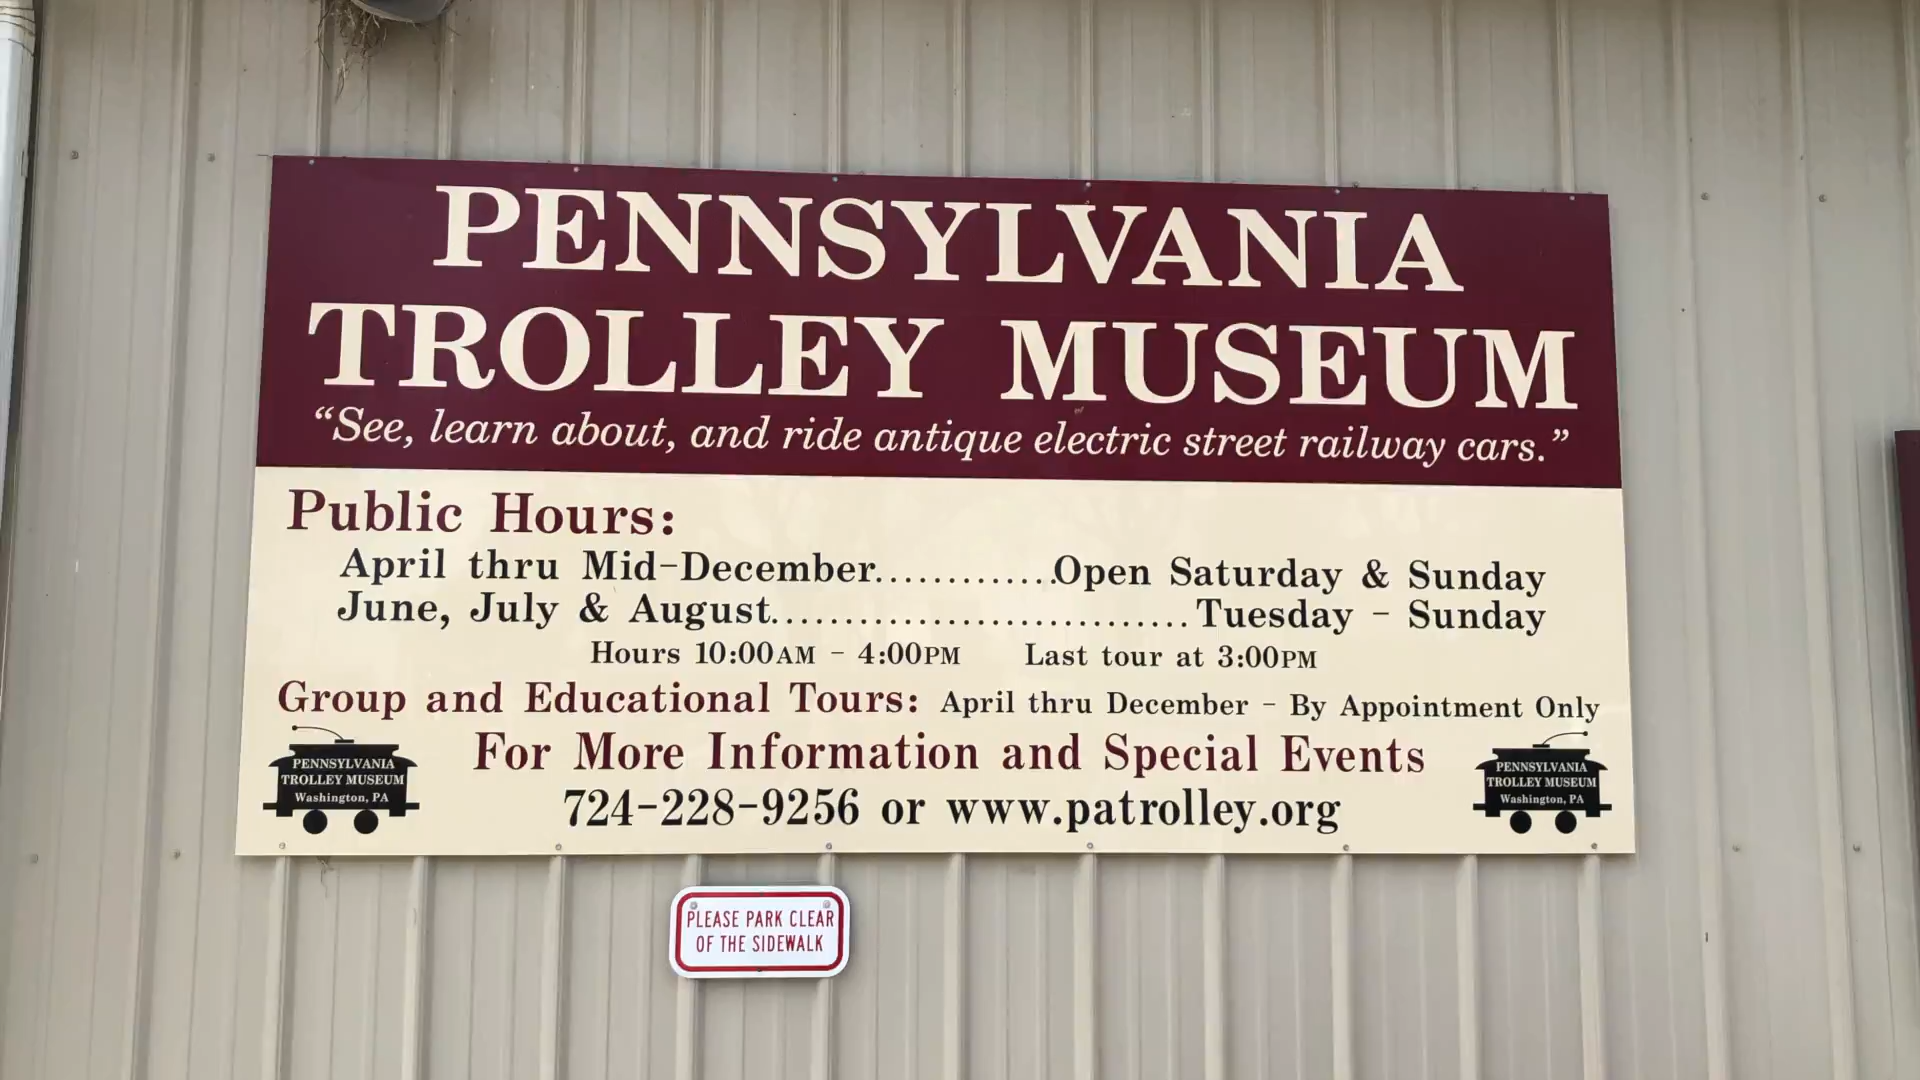 PENNSYLVANIA
TROLLEY MUSEUM
“See, learn about, and ride antique electric street railway cars.”
Public Hours:
April thru Mid-December.............Open Saturday & Sunday
June, July & August.............................Tuesday - Sunday
Hours 10:00AM - 4:00PM Last tour at 3:00PM
Group and Educational Tours: April thru December - By Appointment Only
For More Information and Special Events
724-228-9256 or www.patrolley.org
PENNSYLVANIA
TROLLEY MUSEUM
Washington, PA
PENNSYLVANIA
TROLLEY MUSEUM
Washington, PA
PLEASE PARK CLEAR
OF THE SIDEWALK